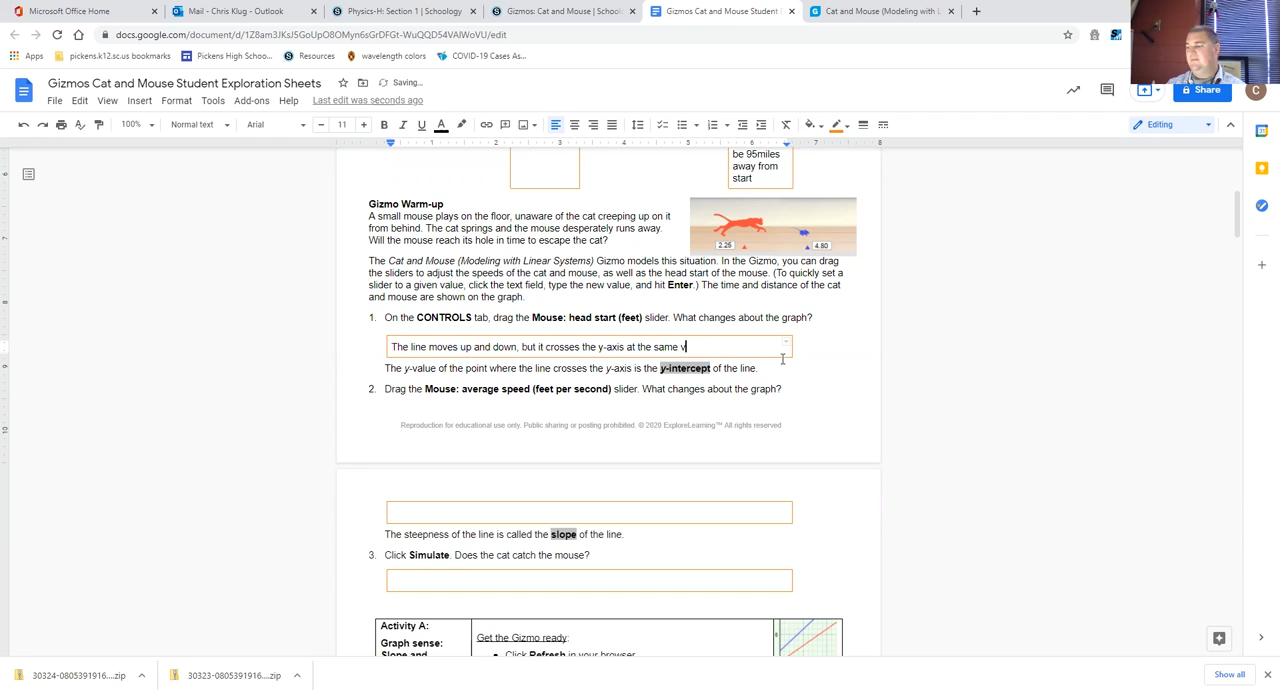 Microsoft Office Home
Mail - Chris Klug - Outlook
Physics-H: Section 1 | Schoology
Gizmos: Cat and Mouse | School
Gizmos Cat and Mouse Student
Cat and Mouse (Modeling with L
docs.google.com/document/d/1Z8am3JKsJ5GoUpO8OMyn6sGrDFGt-WuQQD54VAlWoVU/edit
Apps
pickens.k12.sc.us bookmarks
Pickens High Schoo...
Resources
wavelength colors
COVID-19 Cases As...
Gizmos Cat and Mouse Student Exploration Sheets
Saving...
File Edit View Insert Format Tools Add-ons Help Last edit was seconds ago
Share
C
100% Normal text Arial 11 B I U A Editing
1 2 3 4 5 6 7 8
be 95miles
away from
start
Gizmo Warm-up
A small mouse plays on the floor, unaware of the cat creeping up on it
from behind. The cat springs and the mouse desperately runs away.
Will the mouse reach its hole in time to escape the cat?
2.25 4.80
The Cat and Mouse (Modeling with Linear Systems) Gizmo models this situation. In the Gizmo, you can drag
the sliders to adjust the speeds of the cat and mouse, as well as the head start of the mouse. (To quickly set a
slider to a given value, click the text field, type the new value, and hit Enter.) The time and distance of the cat
and mouse are shown on the graph.
1. On the CONTROLS tab, drag the Mouse: head start (feet) slider. What changes about the graph?
The line moves up and down, but it crosses the y-axis at the same v
The y-value of the point where the line crosses the y-axis is the y-intercept of the line.
2. Drag the Mouse: average speed (feet per second) slider. What changes about the graph?
Reproduction for educational use only. Public sharing or posting prohibited. © 2020 ExploreLearning™ All rights reserved
The steepness of the line is called the slope of the line.
3. Click Simulate. Does the cat catch the mouse?
Activity A:
Graph sense:
Slope and
Get the Gizmo ready:
• Click Refresh in your browser
30324-0805391916....zip
30323-0805391916....zip
Show all